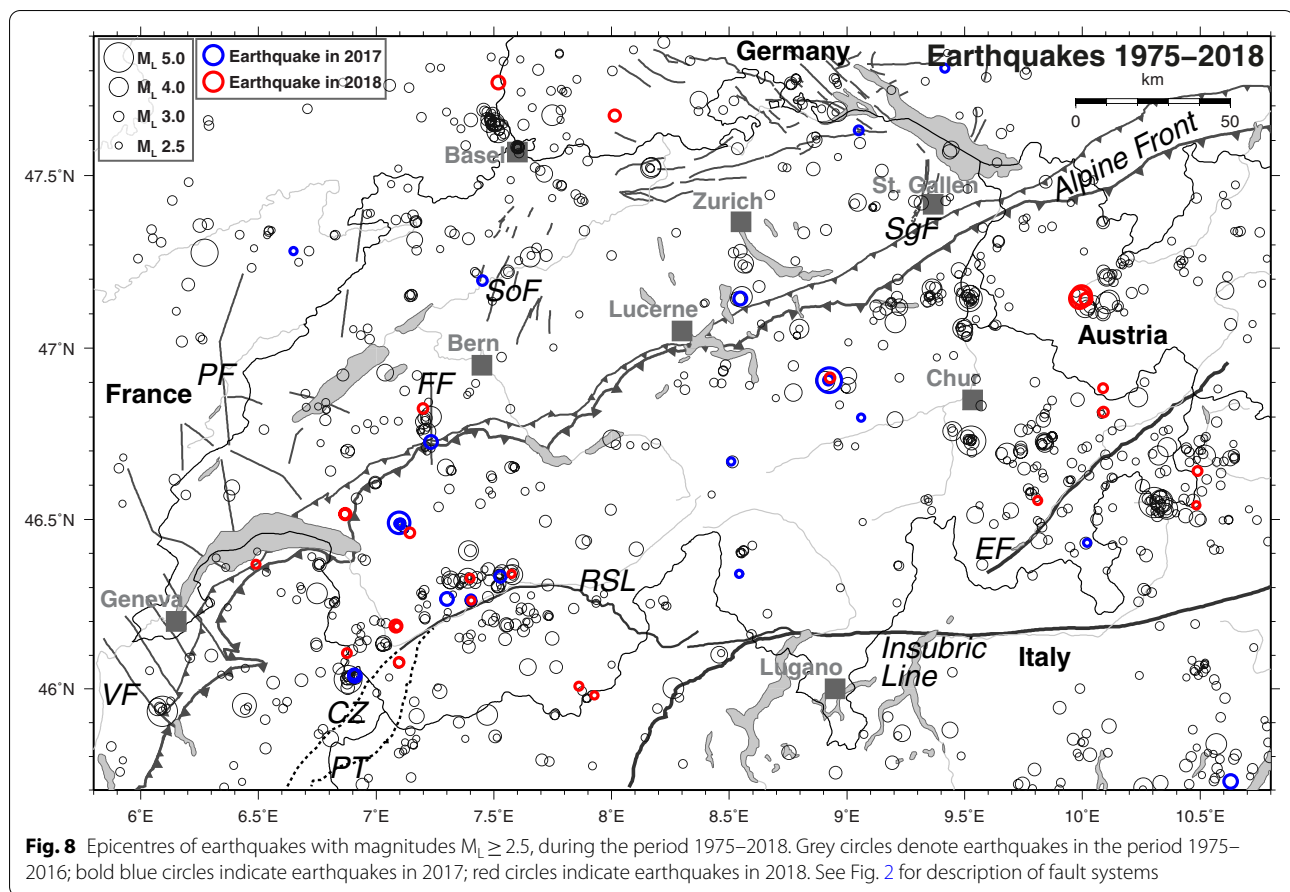 Earthquakes 1975–2018
M_L 5.0
M_L 4.0
M_L 3.0
M_L 2.5
Earthquake in 2017
Earthquake in 2018
km
0 50
Germany
Basel
Zurich
St. Gallen
Alpine Front
SgF
SoF
Lucerne
Bern
Austria
PF
France
FF
Chur
EF
RSL
Geneva
Insubric
Line
Italy
Lugano
VF
CZ
PT
47.5˚N
47˚N
46.5˚N
46˚N
6˚E 6.5˚E 7˚E 7.5˚E 8˚E 8.5˚E 9˚E 9.5˚E 10˚E 10.5˚E
Fig. 8 Epicentres of earthquakes with magnitudes M_L ≥ 2.5, during the period 1975–2018. Grey circles denote earthquakes in the period 1975–
2016; bold blue circles indicate earthquakes in 2017; red circles indicate earthquakes in 2018. See Fig. 2 for description of fault systems